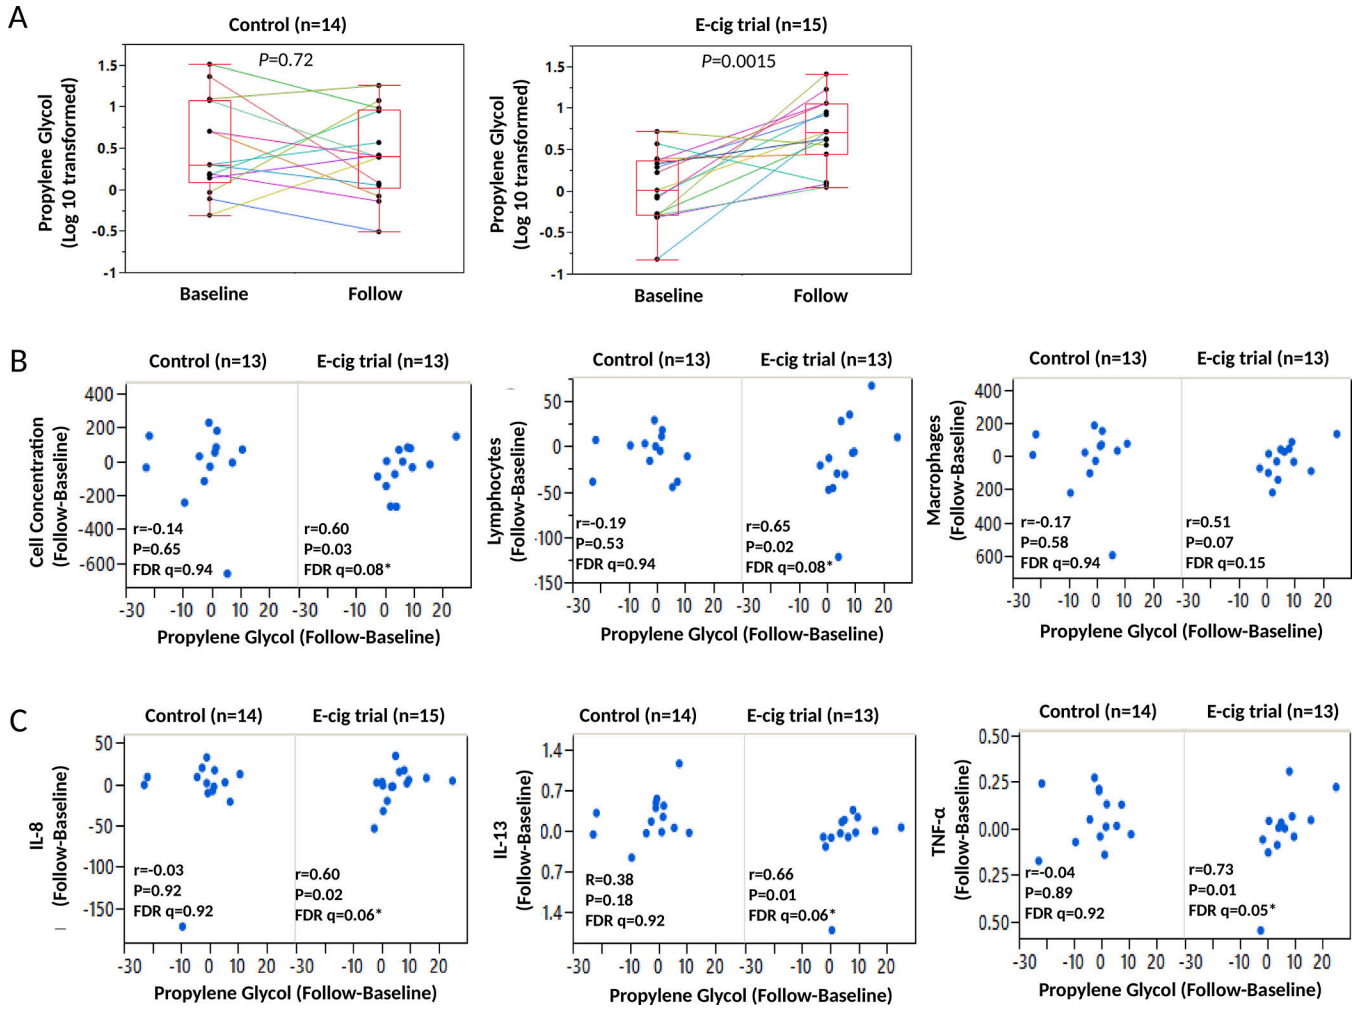 A
Control (n=14)
E-cig trial (n=15)
Propylene Glycol
(Log 10 transformed)
1.5
1
0.5
0
-0.5
-1
P=0.72
Baseline
Follow
Propylene Glycol
(Log 10 transformed)
1.5
1
0.5
0
-0.5
-1
P=0.0015
Baseline
Follow
B
Control (n=13)
E-cig trial (n=13)
Cell Concentration
(Follow-Baseline)
400
200
0
-200
-400
-600
r=-0.14
P=0.65
FDR q=0.94
r=0.60
P=0.03
FDR q=0.08*
-30 -10 0 10 20 -30 -10 0 10 20
Propylene Glycol (Follow-Baseline)
Control (n=13)
E-cig trial (n=13)
Lymphocytes
(Follow-Baseline)
50
0
-50
-100
-150
r=-0.19
P=0.53
FDR q=0.94
r=0.65
P=0.02
FDR q=0.08*
-30 -10 0 10 20 -30 -10 0 10 20
Propylene Glycol (Follow-Baseline)
Control (n=13)
E-cig trial (n=13)
Macrophages
(Follow-Baseline)
400
200
0
200
400
600
r=-0.17
P=0.58
FDR q=0.94
r=0.51
P=0.07
FDR q=0.15
-30 -10 0 10 20 -30 -10 0 10 20
Propylene Glycol (Follow-Baseline)
C
Control (n=14)
E-cig trial (n=15)
IL-8
(Follow-Baseline)
50
0
-50
-100
-150
r=-0.03
P=0.92
FDR q=0.92
r=0.60
P=0.02
FDR q=0.06*
-30 -10 0 10 20 -30 -10 0 10 20
Propylene Glycol (Follow-Baseline)
Control (n=14)
E-cig trial (n=13)
IL-13
(Follow-Baseline)
1.4
0.7
0.0
0.7
1.4
R=0.38
P=0.18
FDR q=0.92
r=0.66
P=0.01
FDR q=0.06*
-30 -10 0 10 20 -30 -10 0 10 20
Propylene Glycol (Follow-Baseline)
Control (n=14)
E-cig trial (n=13)
TNF-α
(Follow-Baseline)
0.50
0.25
0.00
0.25
0.50
r=-0.04
P=0.89
FDR q=0.92
r=0.73
P=0.01
FDR q=0.05*
-30 -10 0 10 20 -30 -10 0 10 20
Propylene Glycol (Follow-Baseline)